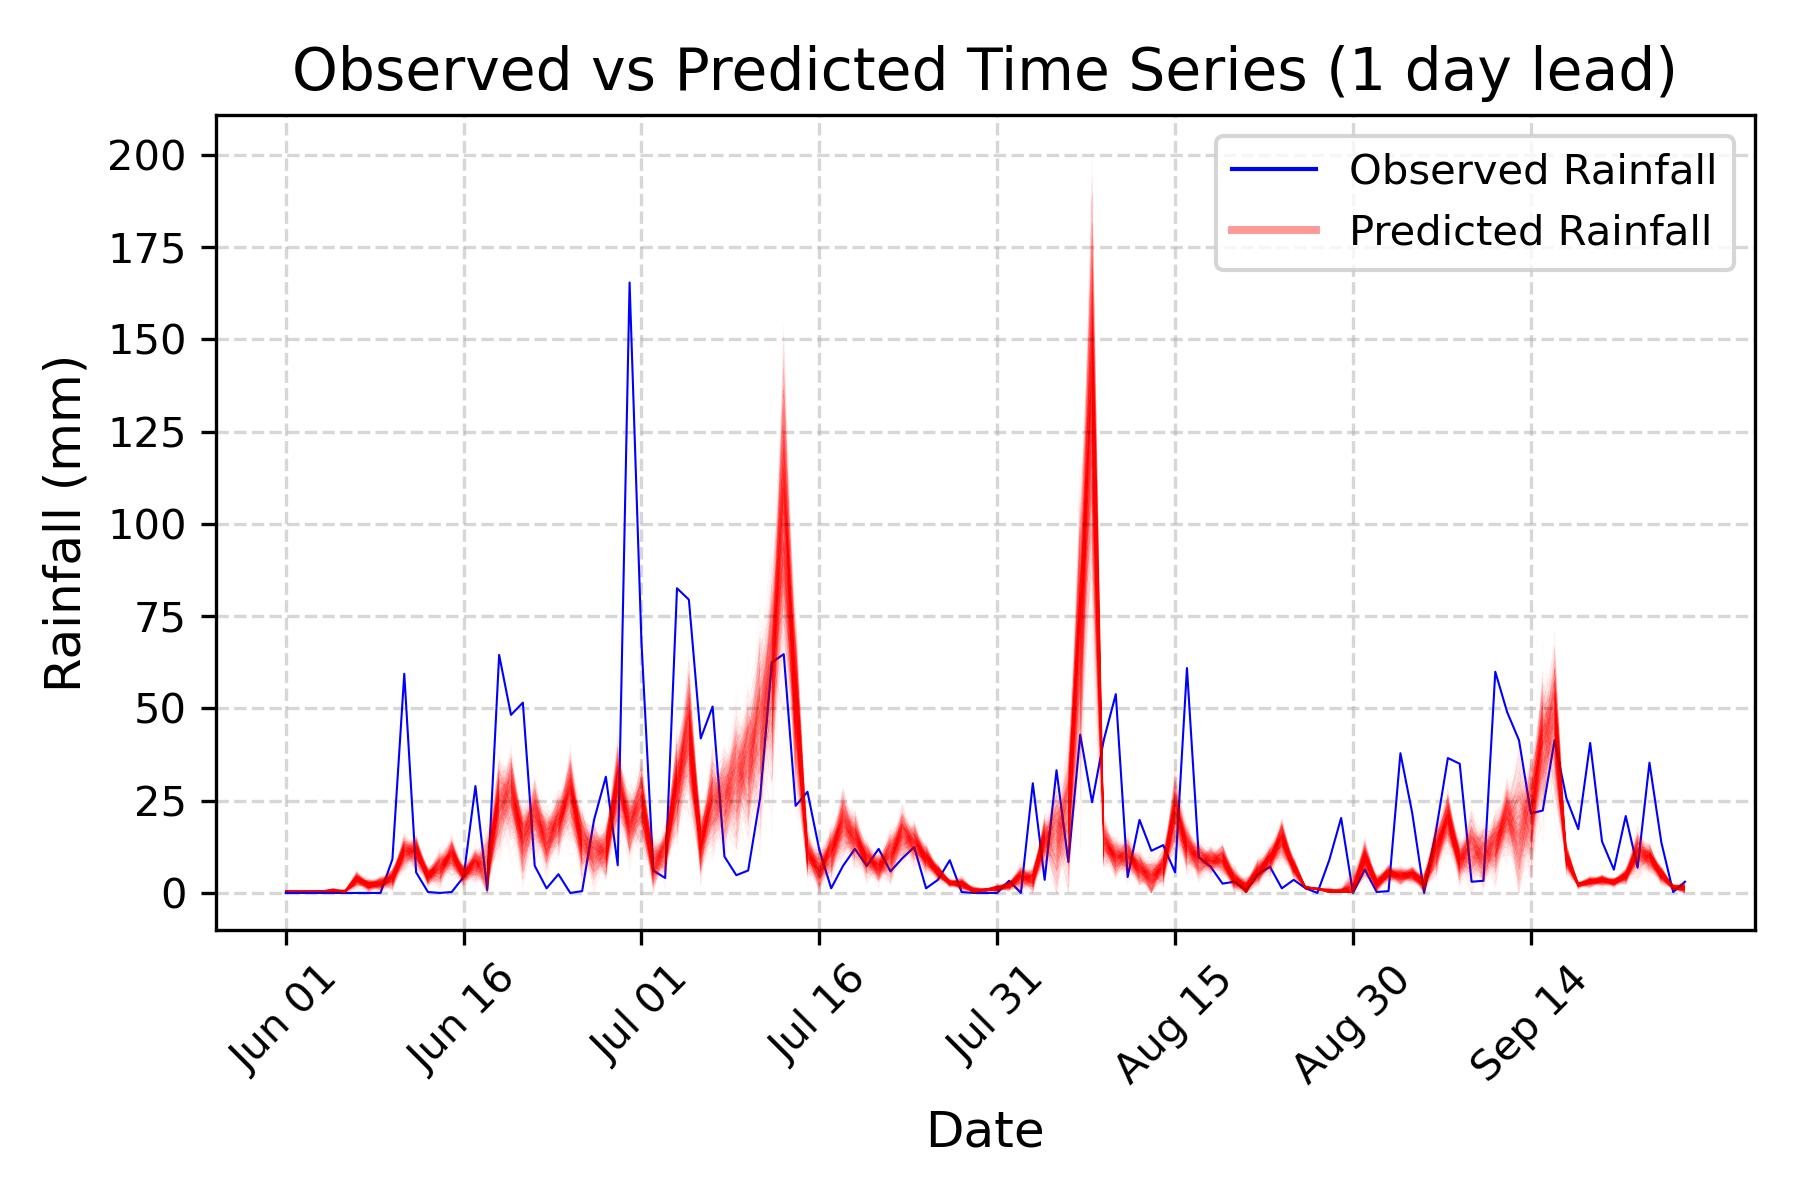 Observed vs Predicted Time Series (1 day lead)
Observed Rainfall
Predicted Rainfall
Rainfall (mm)
200
175
150
125
100
75
50
25
0
Jun 01
Jun 16
Jul 01
Jul 16
Jul 31
Aug 15
Aug 30
Sep 14
Date